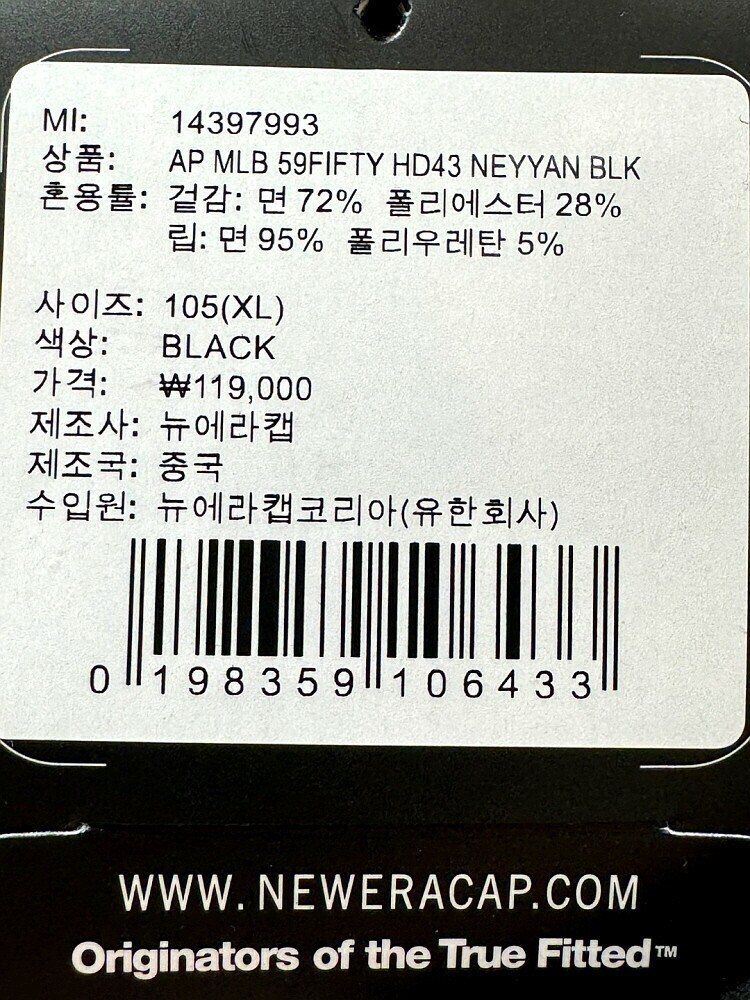 MI: 14397993
상품: AP MLB 59FIFTY HD43 NEYYAN BLK
혼용률: 겉감: 면 72% 폴리에스터 28%
립: 면 95% 폴리우레탄 5%
사이즈: 105(XL)
색상: BLACK
가격: ₩119,000
제조사: 뉴에라캡
제조국: 중국
수입원: 뉴에라캡코리아(유한회사)
0 198359 106433
WWW.NEWERACAP.COM
Originators of the True Fitted™